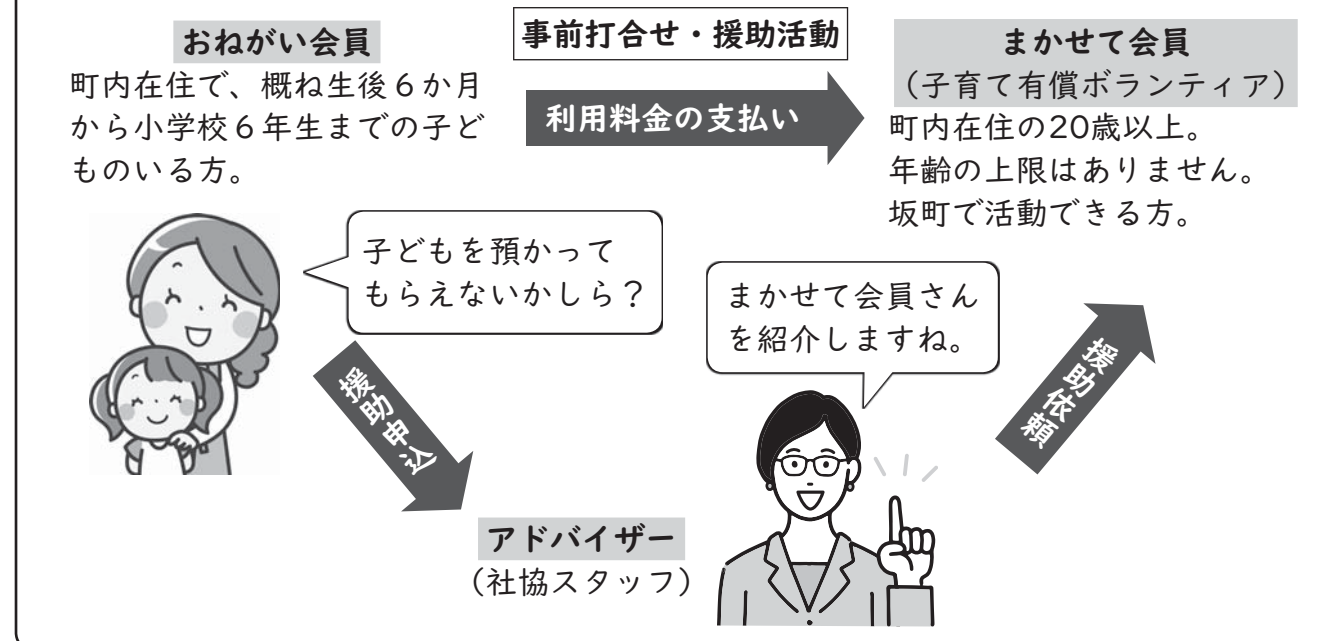 おねがい会員
町内在住で、概ね生後６か月
から小学校６年生までの子ど
ものいる方。
事前打合せ・援助活動
利用料金の支払い
まかせて会員
（子育て有償ボランティア）
町内在住の20歳以上。
年齢の上限はありません。
坂町で活動できる方。
子どもを預かって
もらえないかしら？
援助申込
まかせて会員さん
を紹介しますね。
援助依頼
アドバイザー
（社協スタッフ）